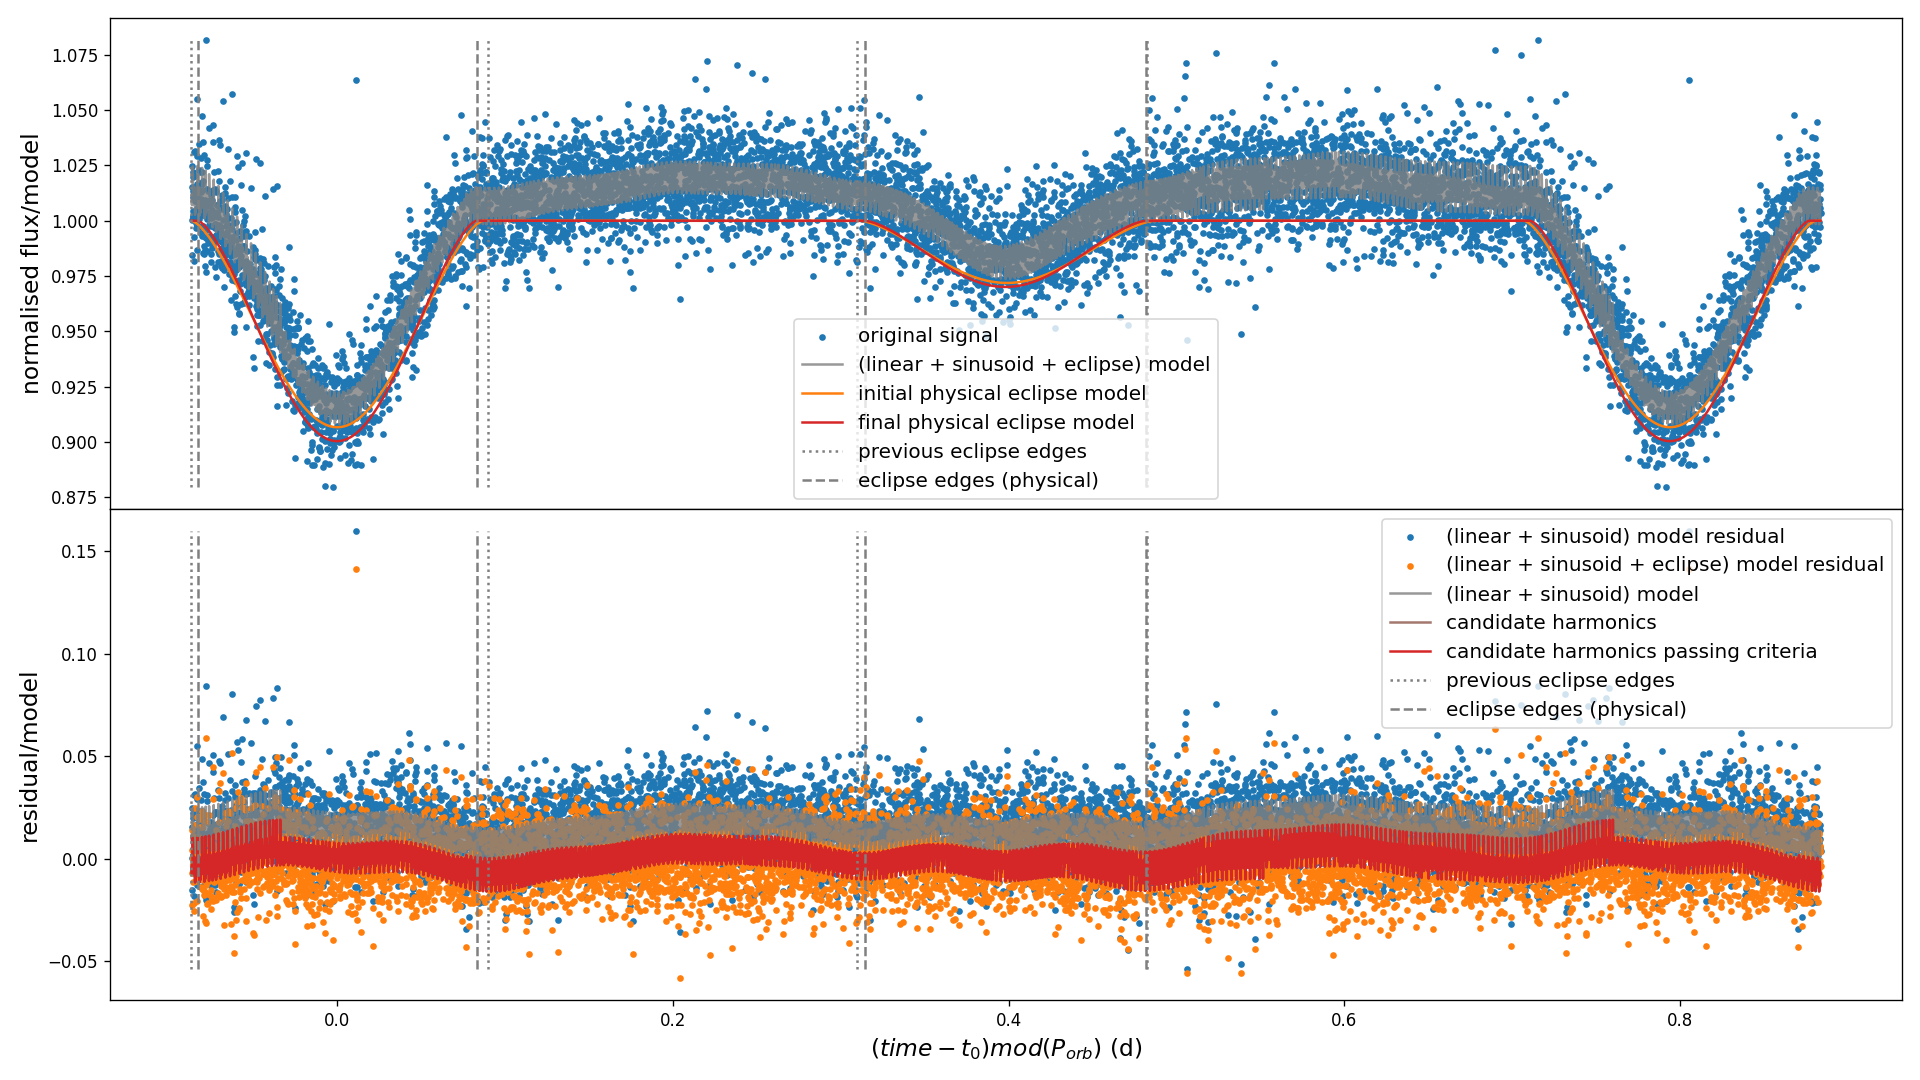 normalised flux/model
1.075
1.050
1.025
1.000
0.975
0.950
0.925
0.900
0.875
original signal
(linear + sinusoid + eclipse) model
initial physical eclipse model
final physical eclipse model
previous eclipse edges
eclipse edges (physical)
residual/model
0.15
0.10
0.05
0.00
−0.05
(linear + sinusoid) model residual
(linear + sinusoid + eclipse) model residual
(linear + sinusoid) model
candidate harmonics
candidate harmonics passing criteria
previous eclipse edges
eclipse edges (physical)
0.0 0.2 0.4 0.6 0.8
(time − t₀)mod(Pₒᵣb) (d)